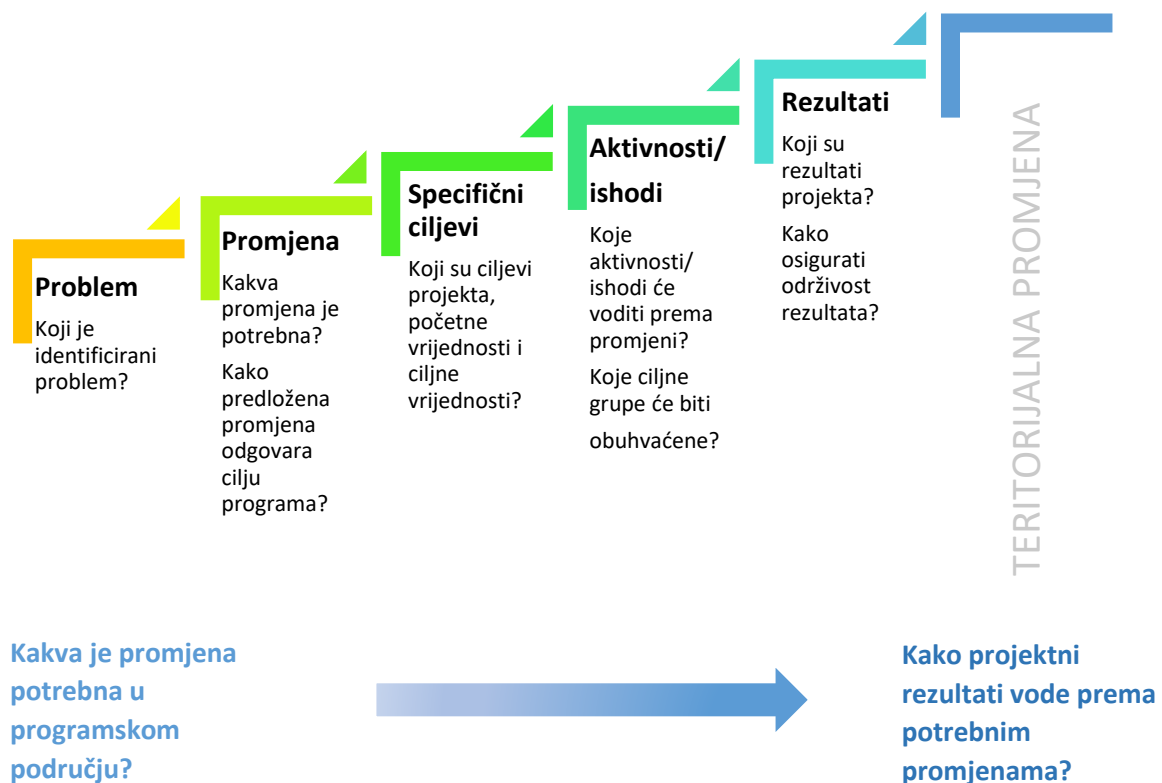 Problem
Koji je
identificirani
problem?
Promjena
Kakva
promjena je
potrebna?
Kako
predložena
promjena
odgovara
cilju
programa?
Specifični
ciljevi
Koji su ciljevi
projekta,
početne
vrijednosti i
ciljne
vrijednosti?
Aktivnosti/
ishodi
Koje
aktivnosti/
ishodi će
voditi prema
promjeni?
Koje ciljne
grupe će biti
obuhvaćene?
Rezultati
Koji su
rezultati
projekta?
Kako
osigurati
održivost
rezultata?
TERITORIJALNA PROMJENA
Kakva je promjena
potrebna u
programskom
području?
Kako projektni
rezultati vode prema
potrebnim
promjenama?